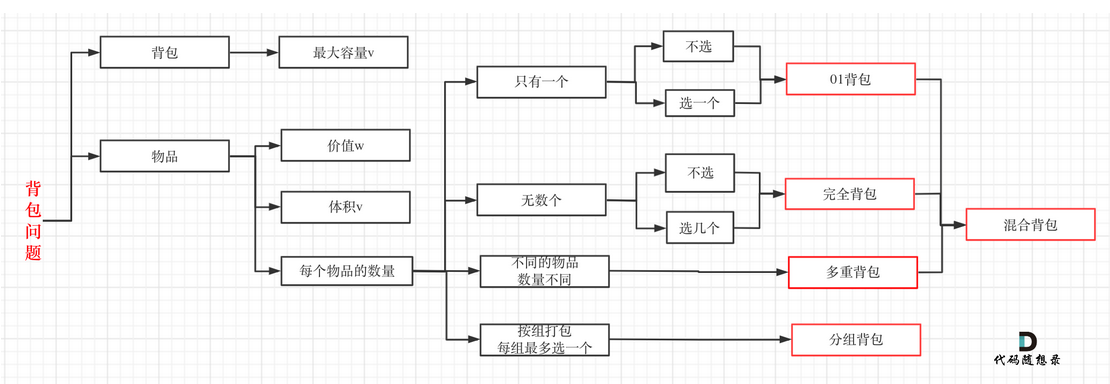 背包问题
背包
最大容量v
物品
价值w
体积v
每个物品的数量
只有一个
不选
选一个
01背包
无数个
不选
选几个
完全背包
不同的物品
数量不同
多重背包
混合背包
按组打包
每组最多选一个
分组背包
代码随想录